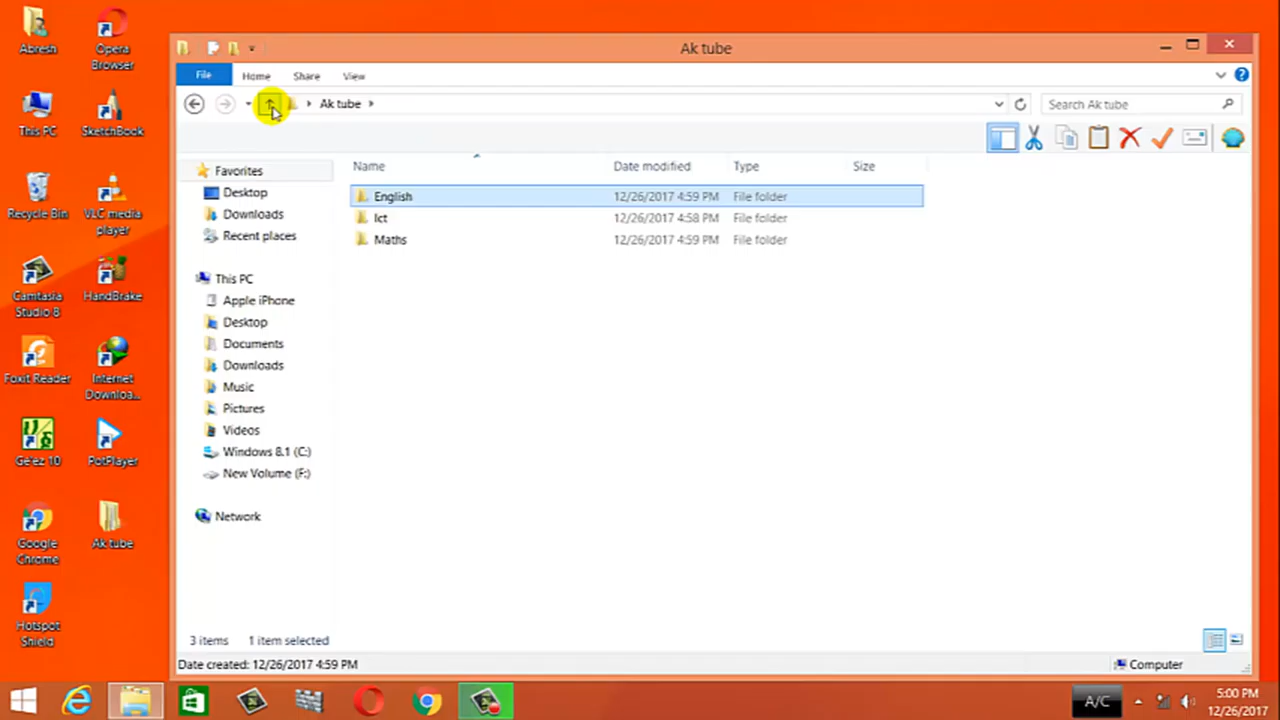 Abresh
Opera
Browser
This PC
SketchBook
Recycle Bin
VLC media
player
Camtasia
Studio 8
HandBrake
Foxit Reader
Internet
Downloa...
Ge'ez 10
PotPlayer
Google
Chrome
Ak tube
Hotspot
Shield
Ak tube
File Home Share View
Ak tube
Search Ak tube
Name Date modified Type Size
English 12/26/2017 4:59 PM File folder
Ict 12/26/2017 4:58 PM File folder
Maths 12/26/2017 4:59 PM File folder
Favorites
Desktop
Downloads
Recent places
This PC
Apple iPhone
Desktop
Documents
Downloads
Music
Pictures
Videos
Windows 8.1 (C:)
New Volume (F:)
Network
3 items 1 item selected
Date created: 12/26/2017 4:59 PM
Computer
A/C
5:00 PM
12/26/2017